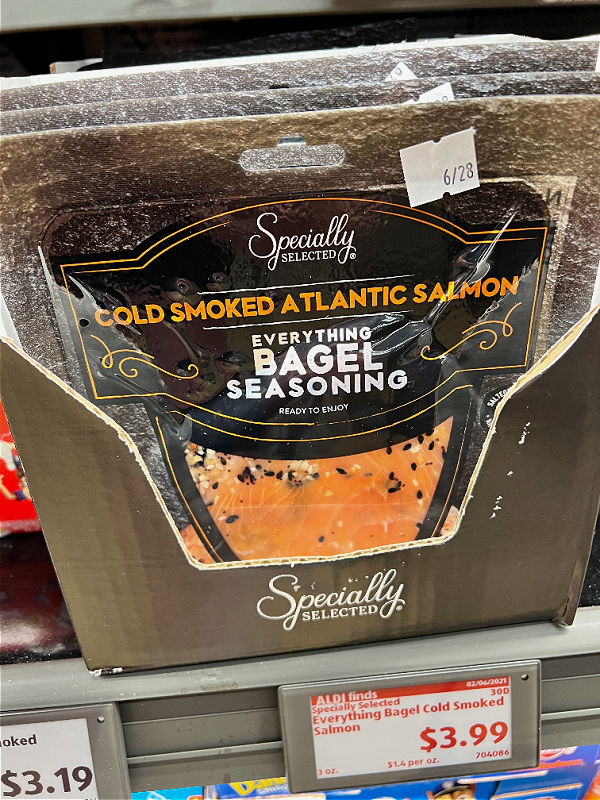 6/28
Specially
SELECTED®
COLD SMOKED ATLANTIC SALMON
EVERYTHING
BAGEL
SEASONING
READY TO ENJOY
SALTED
Specially
SELECTED®
02/06/2021
ALDI finds 30D
Specially Selected
Everything Bagel Cold Smoked
Salmon
$3.99
704086
3 oz. $1.4 per oz.
oked
$3.19